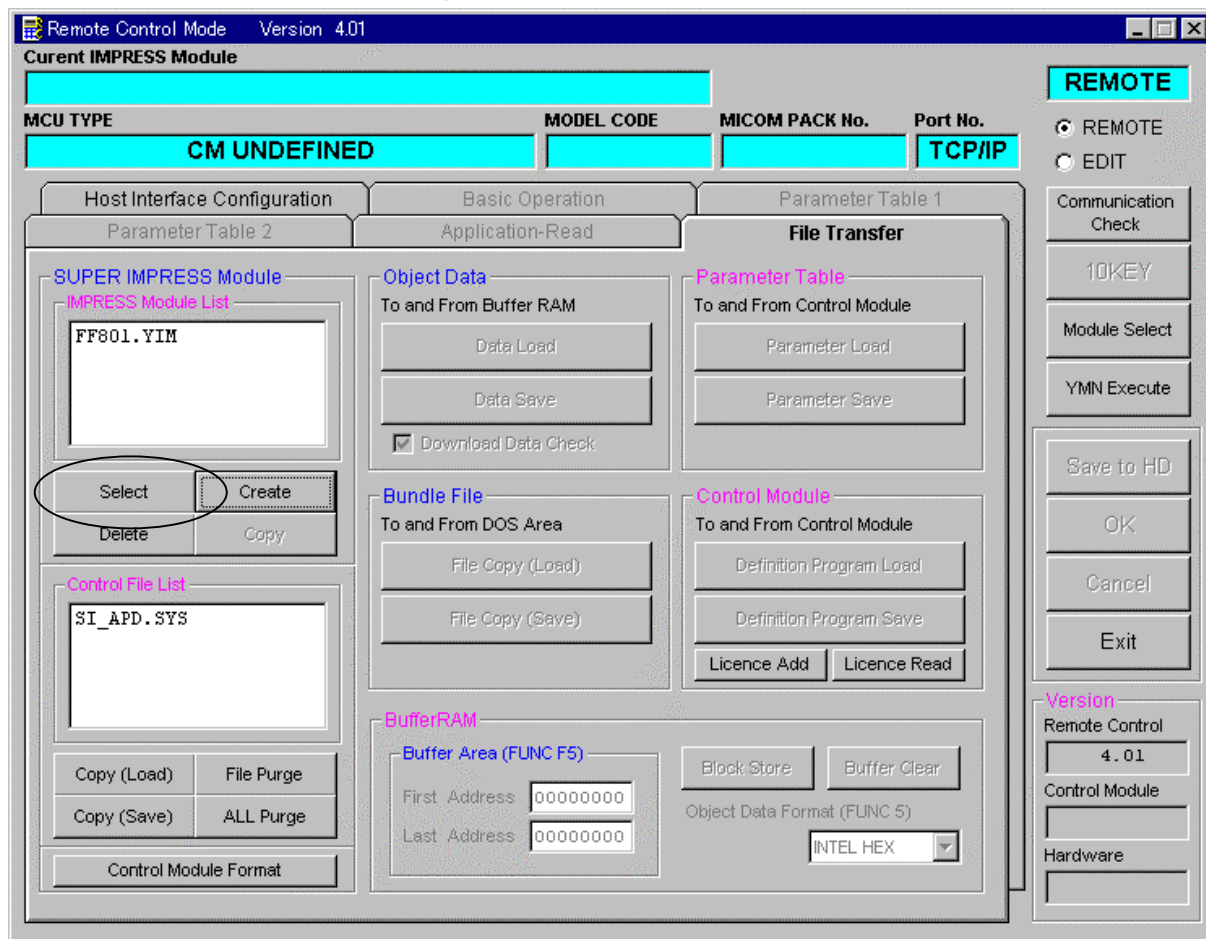 Remote Control Mode Version 4.01
Curent IMPRESS Module
REMOTE
MCU TYPE MODEL CODE MICOM PACK No. Port No.
CM UNDEFINED TCP/IP
REMOTE
EDIT
Host Interface Configuration Basic Operation Parameter Table 1
Parameter Table 2 Application-Read File Transfer
SUPER IMPRESS Module
IMPRESS Module List
FF801.YIM
Select Create
Delete Copy
Control File List
SI_APD.SYS
Copy (Load) File Purge
Copy (Save) ALL Purge
Control Module Format
Object Data
To and From Buffer RAM
Data Load
Data Save
Download Data Check
Parameter Table
To and From Control Module
Parameter Load
Parameter Save
Bundle File
To and From DOS Area
File Copy (Load)
File Copy (Save)
Control Module
To and From Control Module
Definition Program Load
Definition Program Save
Licence Add Licence Read
BufferRAM
Buffer Area (FUNC F5)
First Address 00000000
Last Address 00000000
Block Store Buffer Clear
Object Data Format (FUNC 5)
INTEL HEX
Communication
Check
10KEY
Module Select
YMN Execute
Save to HD
OK
Cancel
Exit
Version
Remote Control
4.01
Control Module
Hardware